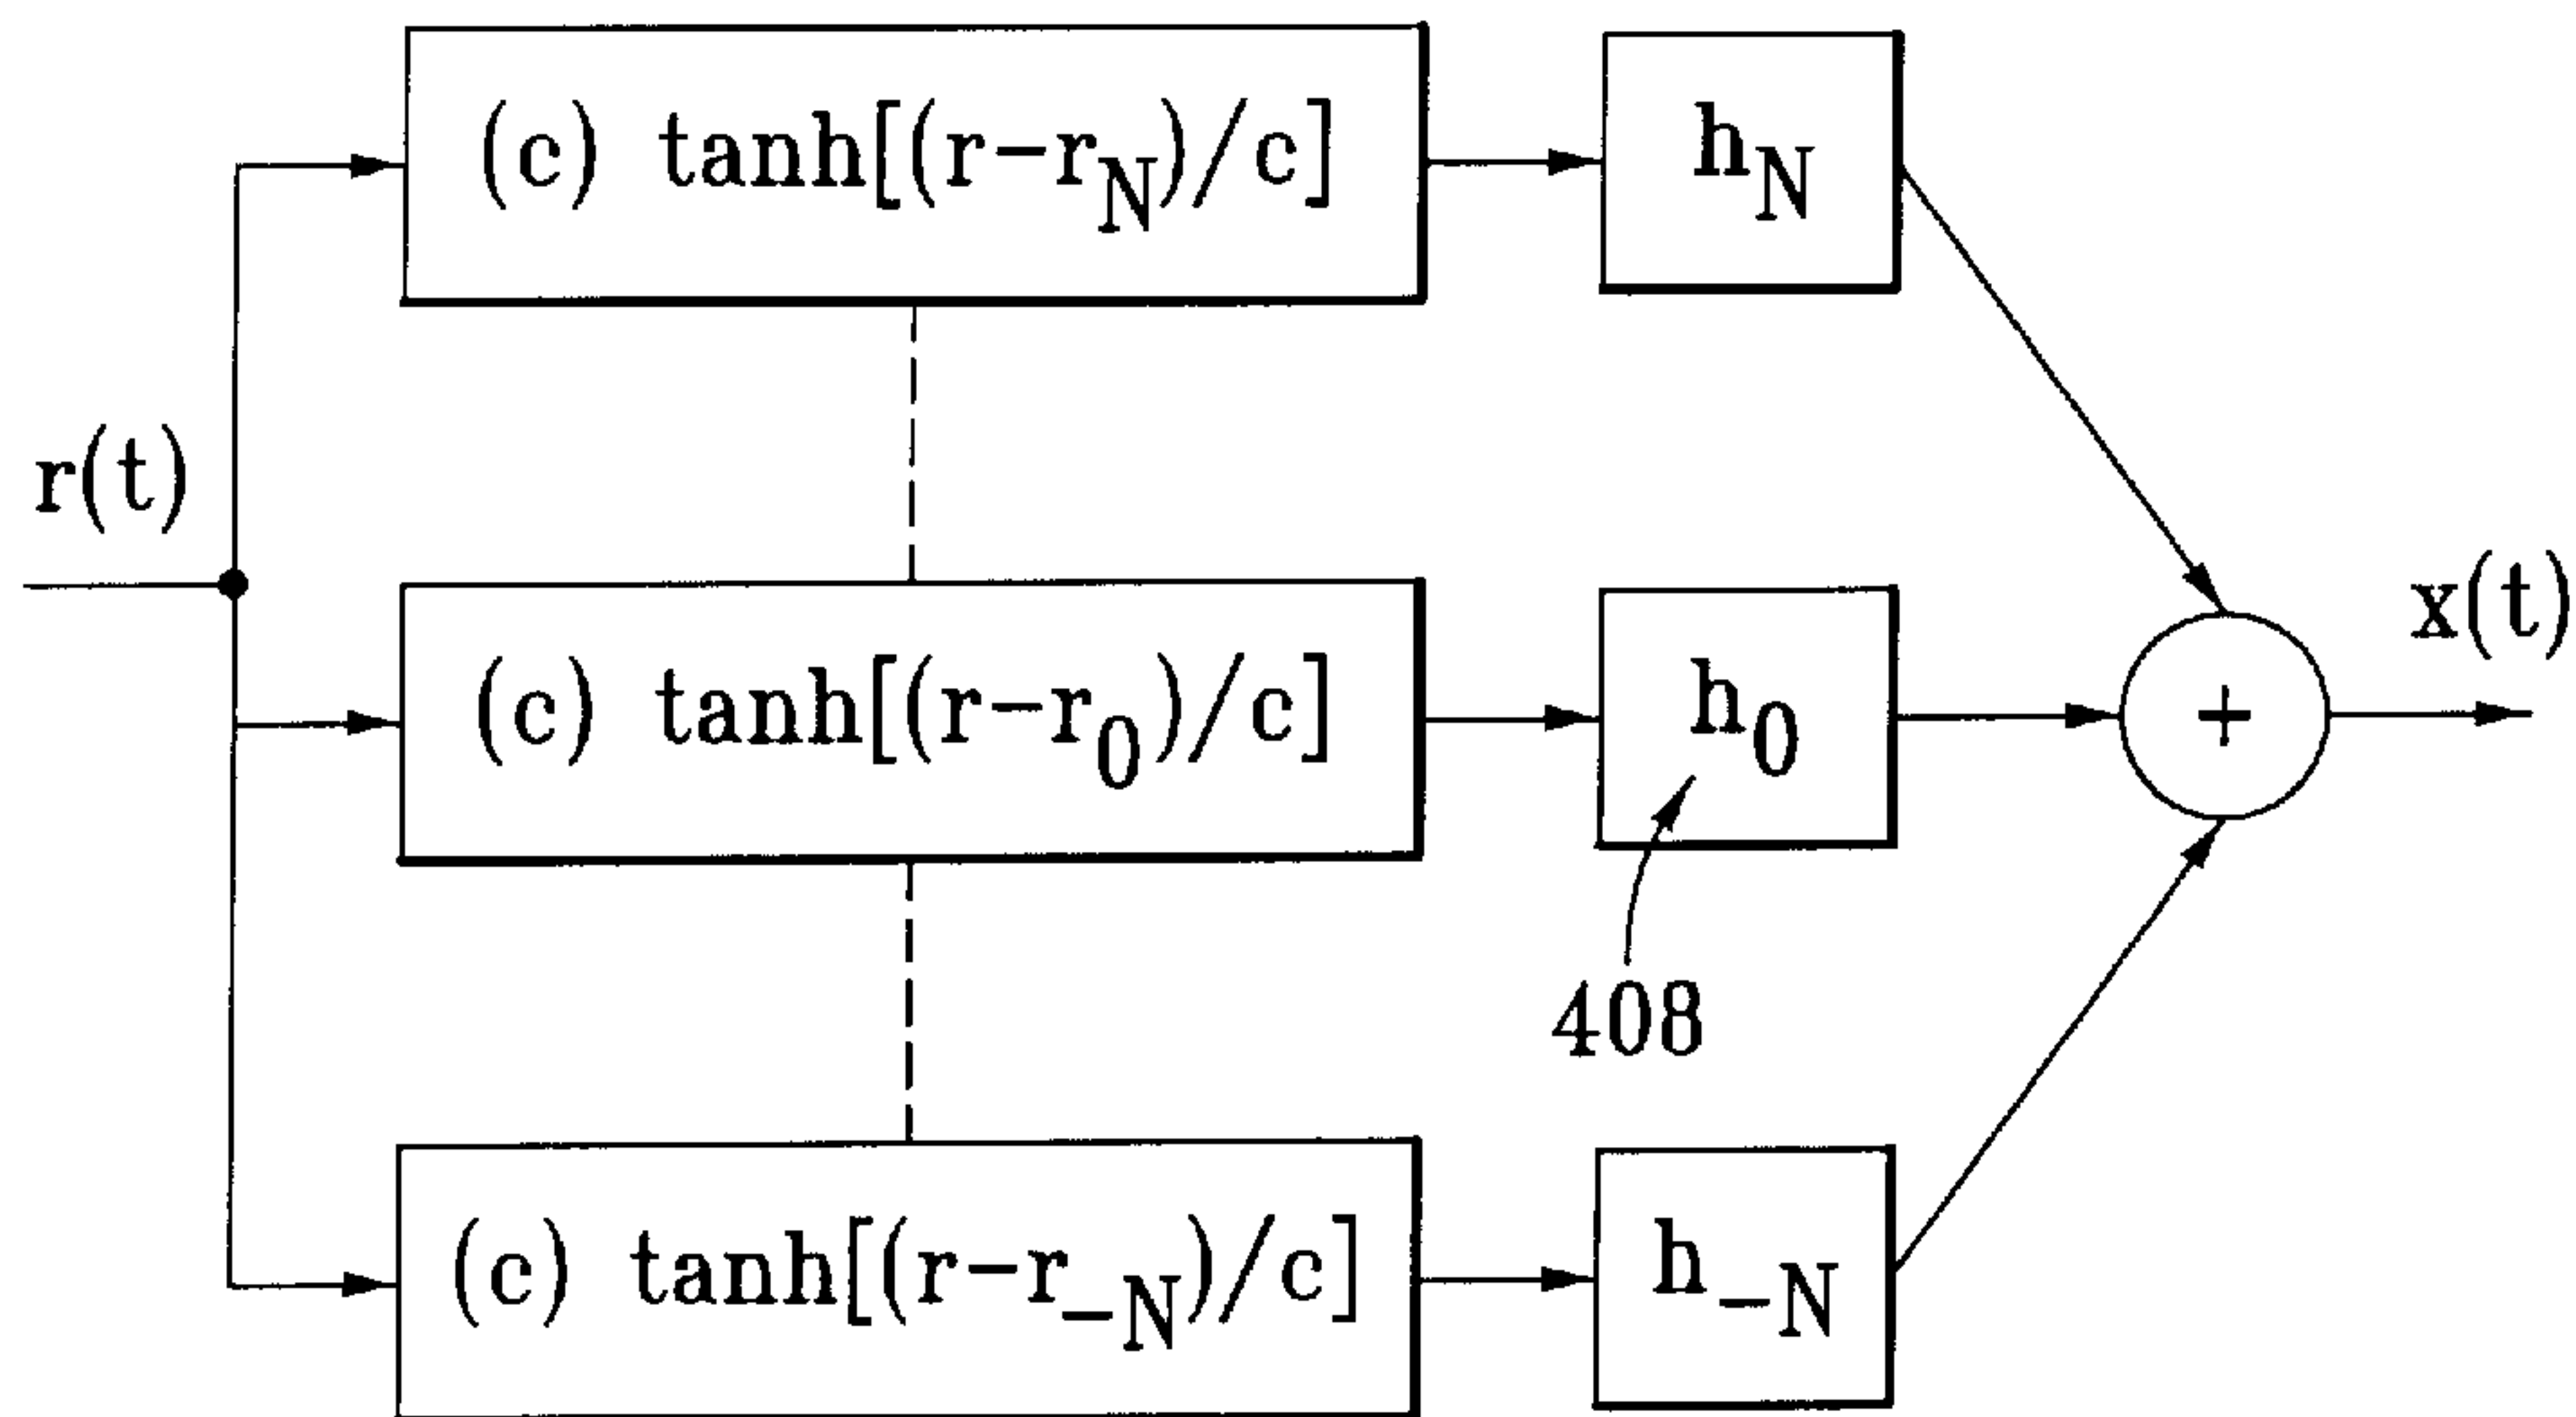 (c) tanh[(r-r_N)/c]
h_N
r(t)
(c) tanh[(r-r_0)/c]
h_0
+
x(t)
408
(c) tanh[(r-r_-N)/c]
h_-N